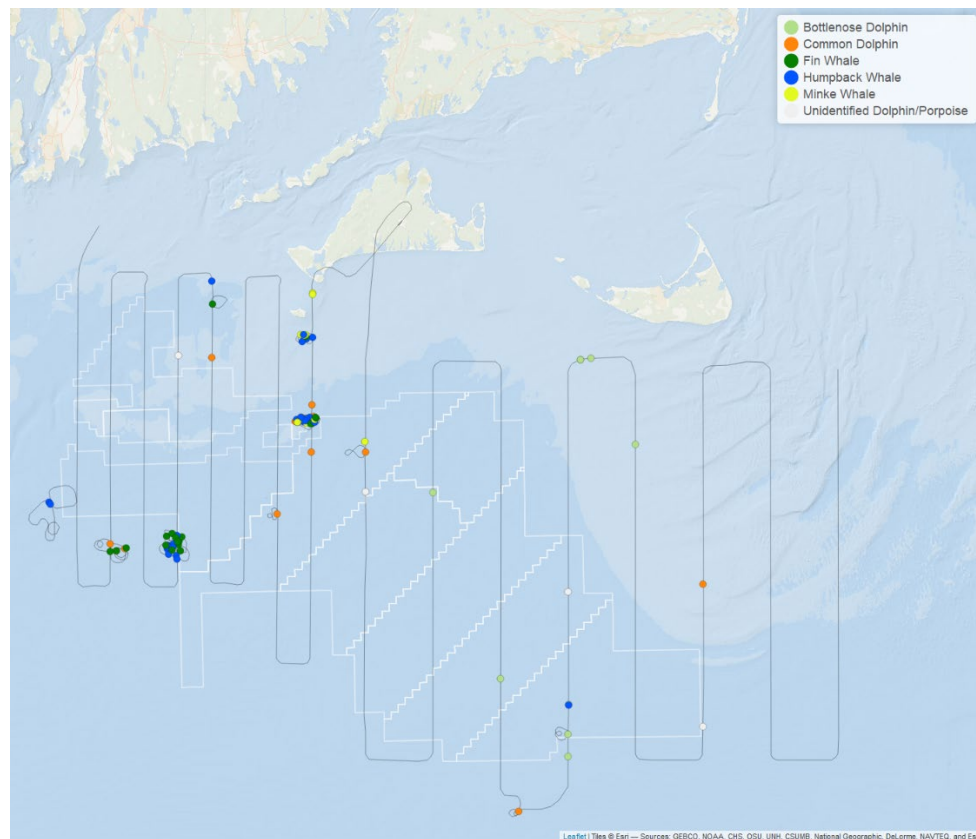 Bottlenose Dolphin
Common Dolphin
Fin Whale
Humpback Whale
Minke Whale
Unidentified Dolphin/Porpoise
Leaflet | Tiles © Esri — Sources: GEBCO, NOAA, CHS, OSU, UNH, CSUMB, National Geographic, DeLorme, NAVTEQ, and Es